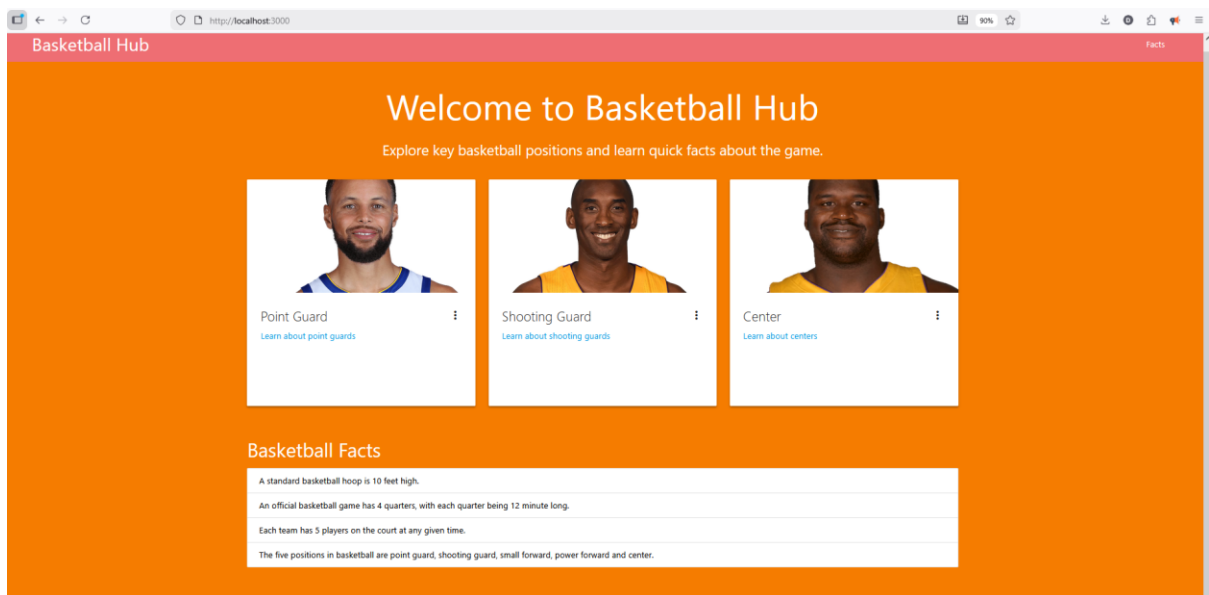 http://localhost:3000
90%
Basketball Hub
Facts
Welcome to Basketball Hub
Explore key basketball positions and learn quick facts about the game.
Point Guard
Learn about point guards
Shooting Guard
Learn about shooting guards
Center
Learn about centers
Basketball Facts
A standard basketball hoop is 10 feet high.
An official basketball game has 4 quarters, with each quarter being 12 minute long.
Each team has 5 players on the court at any given time.
The five positions in basketball are point guard, shooting guard, small forward, power forward and center.